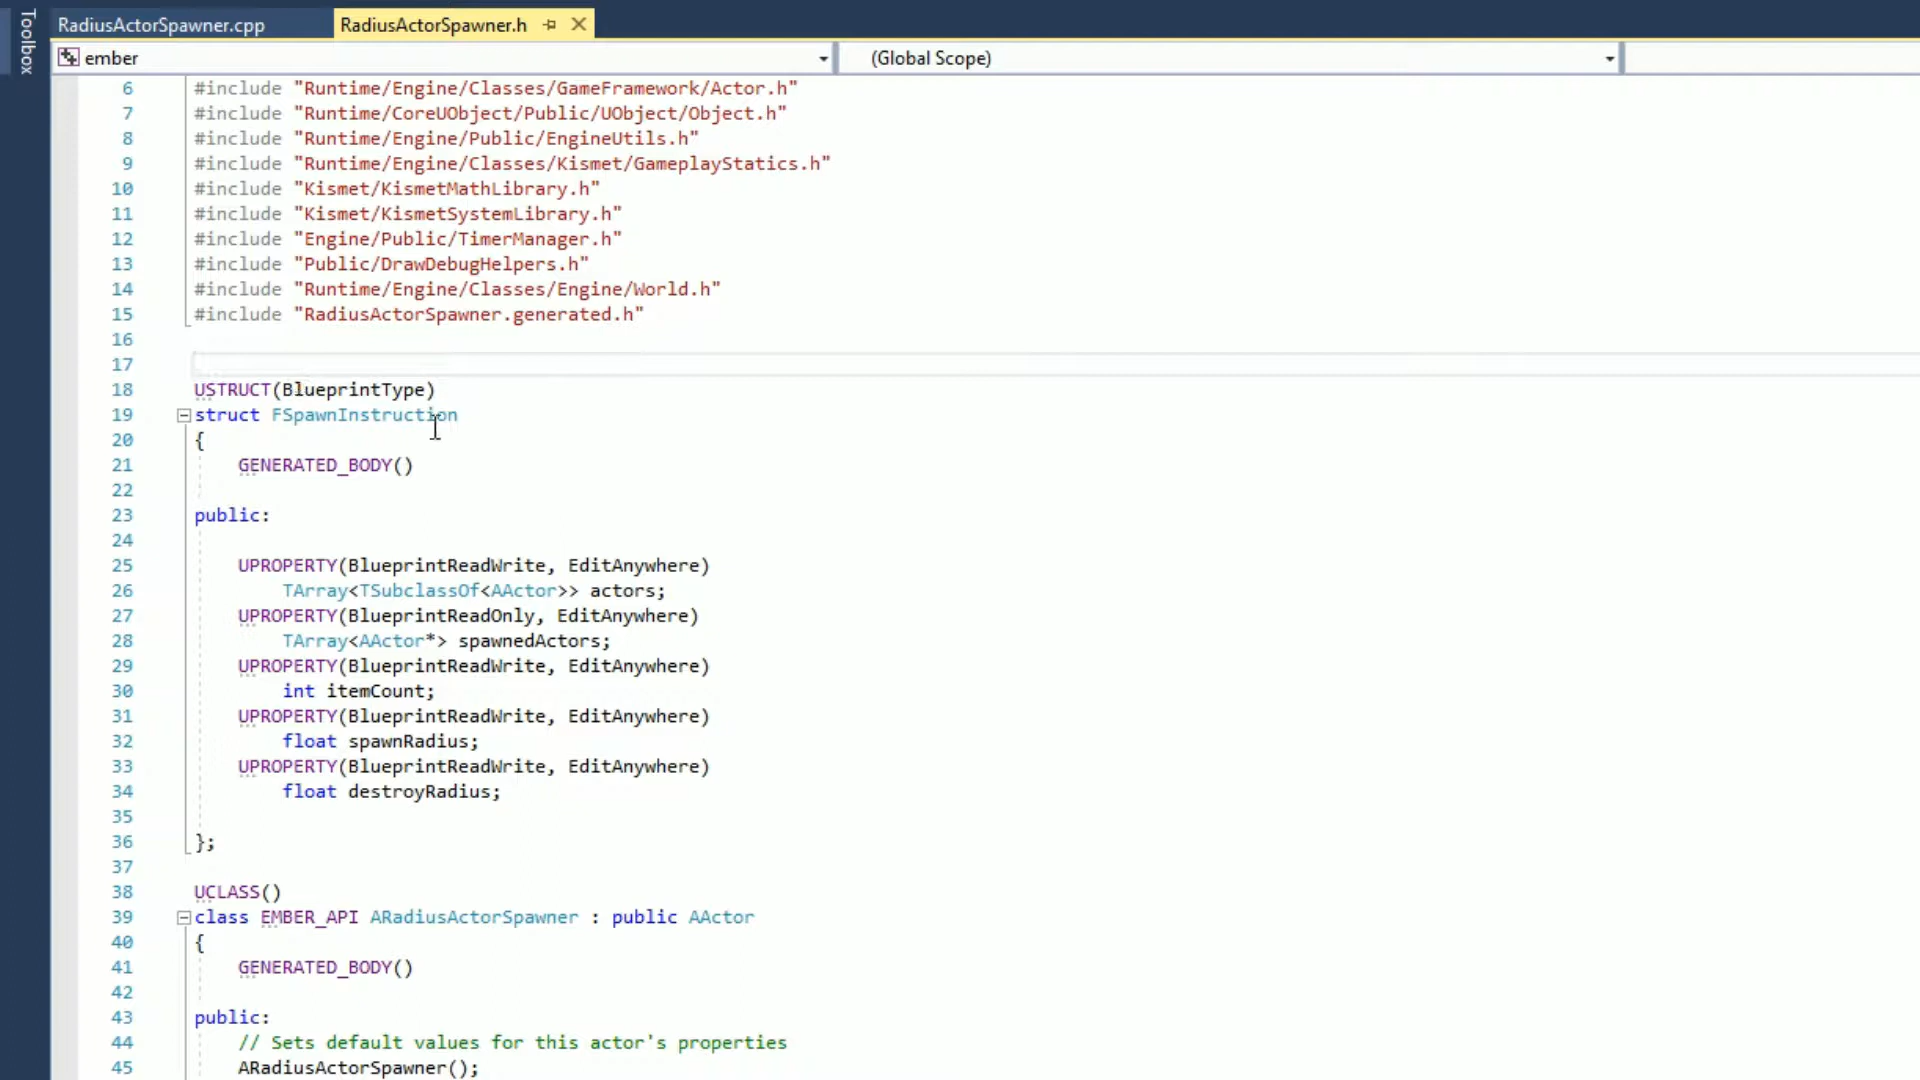 Toolbox
RadiusActorSpawner.cpp
RadiusActorSpawner.h
ember
(Global Scope)
6 #include "Runtime/Engine/Classes/GameFramework/Actor.h"
7 #include "Runtime/CoreUObject/Public/UObject/Object.h"
8 #include "Runtime/Engine/Public/EngineUtils.h"
9 #include "Runtime/Engine/Classes/Kismet/GameplayStatics.h"
10 #include "Kismet/KismetMathLibrary.h"
11 #include "Kismet/KismetSystemLibrary.h"
12 #include "Engine/Public/TimerManager.h"
13 #include "Public/DrawDebugHelpers.h"
14 #include "Runtime/Engine/Classes/Engine/World.h"
15 #include "RadiusActorSpawner.generated.h"
16
17
18 USTRUCT(BlueprintType)
19 struct FSpawnInstruction
20 {
21 GENERATED_BODY()
22
23 public:
24
25 UPROPERTY(BlueprintReadWrite, EditAnywhere)
26 TArray<TSubclassOf<AActor>> actors;
27 UPROPERTY(BlueprintReadOnly, EditAnywhere)
28 TArray<AActor*> spawnedActors;
29 UPROPERTY(BlueprintReadWrite, EditAnywhere)
30 int itemCount;
31 UPROPERTY(BlueprintReadWrite, EditAnywhere)
32 float spawnRadius;
33 UPROPERTY(BlueprintReadWrite, EditAnywhere)
34 float destroyRadius;
35
36 };
37
38 UCLASS()
39 class EMBER_API ARadiusActorSpawner : public AActor
40 {
41 GENERATED_BODY()
42
43 public:
44 // Sets default values for this actor's properties
45 ARadiusActorSpawner();